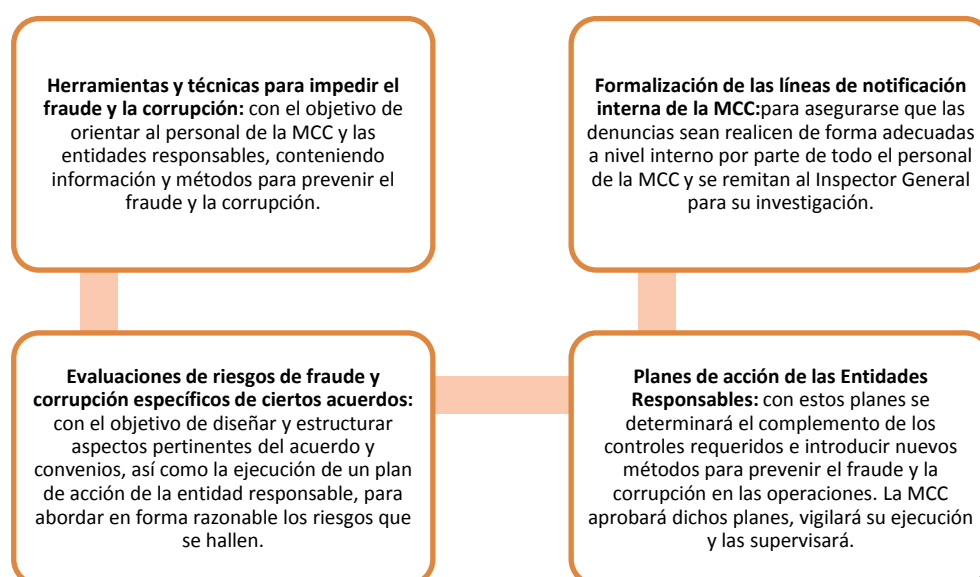 Herramientas y técnicas para impedir el
fraude y la corrupción: con el objetivo de
orientar al personal de la MCC y las
entidades responsables, conteniendo
información y métodos para prevenir el
fraude y la corrupción.
Evaluaciones de riesgos de fraude y
corrupción específicos de ciertos acuerdos:
con el objetivo de diseñar y estructurar
aspectos pertinentes del acuerdo y
convenios, así como la ejecución de un plan
de acción de la entidad responsable, para
abordar en forma razonable los riesgos que
se hallen.
Planes de acción de las Entidades
Responsables: con estos planes se
determinará el complemento de los
controles requeridos e introducir nuevos
métodos para prevenir el fraude y la
corrupción en las operaciones. La MCC
aprobará dichos planes, vigilará su ejecución
y las supervisará.
Formalización de las líneas de notificación
interna de la MCC:para asegurarse que las
denuncias sean realicen de forma adecuadas
a nivel interno por parte de todo el personal
de la MCC y se remitan al Inspector General
para su investigación.